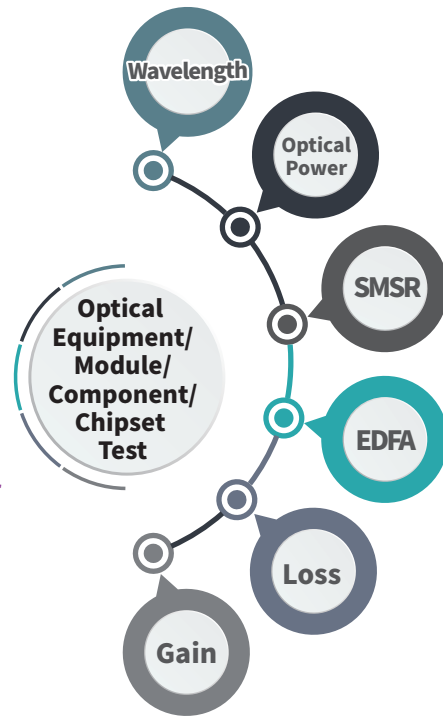 Wavelength
Optical
Power
SMSR
Optical
Equipment/
Module/
Component/
Chipset
Test
EDFA
Loss
Gain